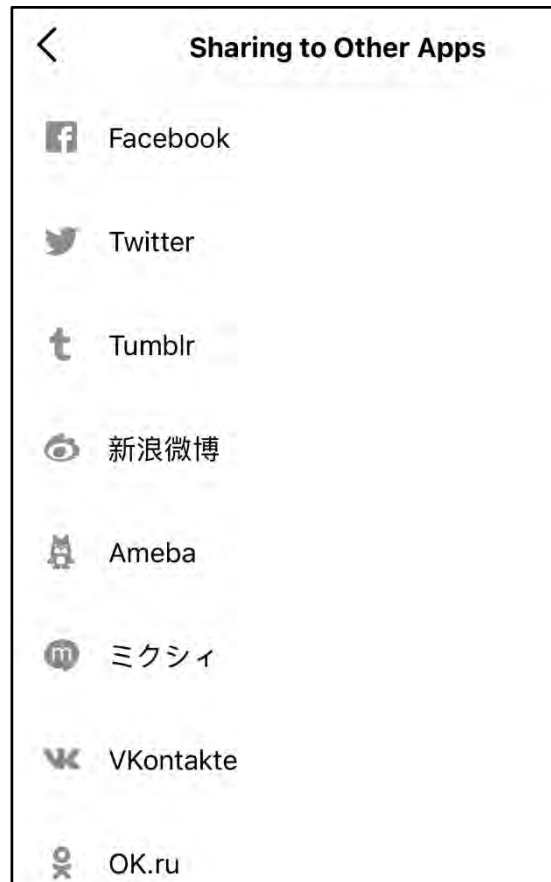 Sharing to Other Apps
Facebook
Twitter
Tumblr
新浪微博
Ameba
ミクシィ
VKontakte
OK.ru